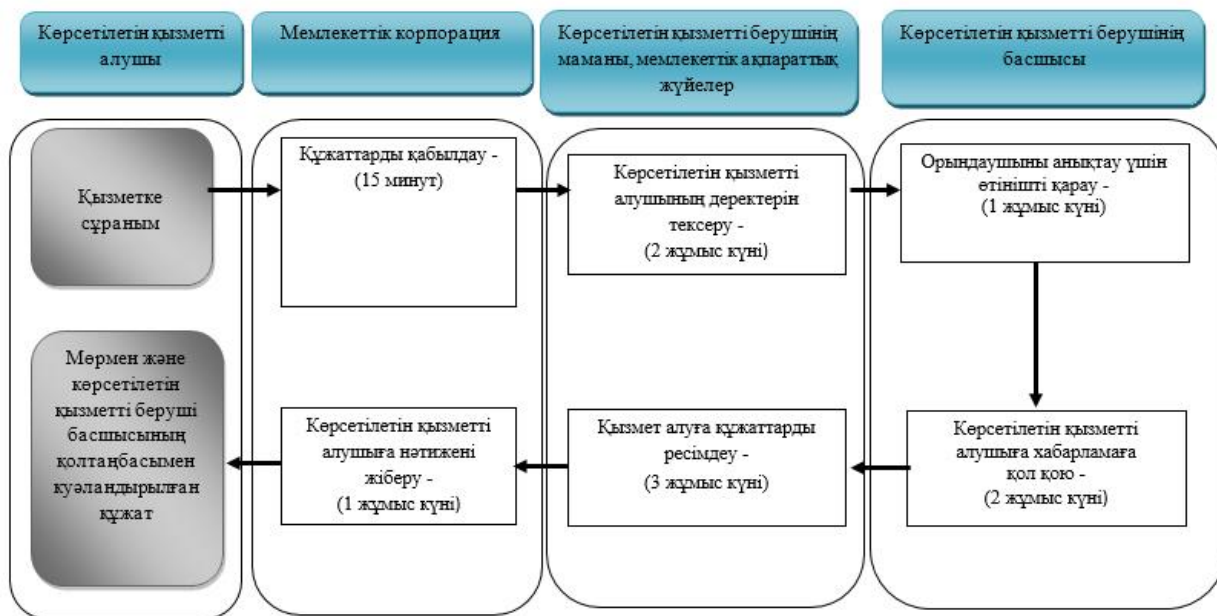 Көрсетілетін қызметті
алушы
Мемлекеттік корпорация
Көрсетілетін қызметті берушінің
маманы, мемлекеттік ақпараттық
жүйелер
Көрсетілетін қызметті берушінің
басшысы
Қызметке
сұраным
Құжаттарды қабылдау -
(15 минут)
Көрсетілетін қызметті
алушының деректерін
тексеру -
(2 жұмыс күні)
Орындаушыны анықтау үшін
өтінішті қарау -
(1 жұмыс күні)
Мөрмен және
көрсетілетін
қызметті беруші
басшысының
қолтаңбасымен
куәландырылған
құжат
Көрсетілетін қызметті
алушыға нәтижені
жіберу -
(1 жұмыс күні)
Қызмет алуға құжаттарды
ресімдеу -
(3 жұмыс күні)
Көрсетілетін қызметті
алушыға хабарламаға
қол қою -
(2 жұмыс күні)